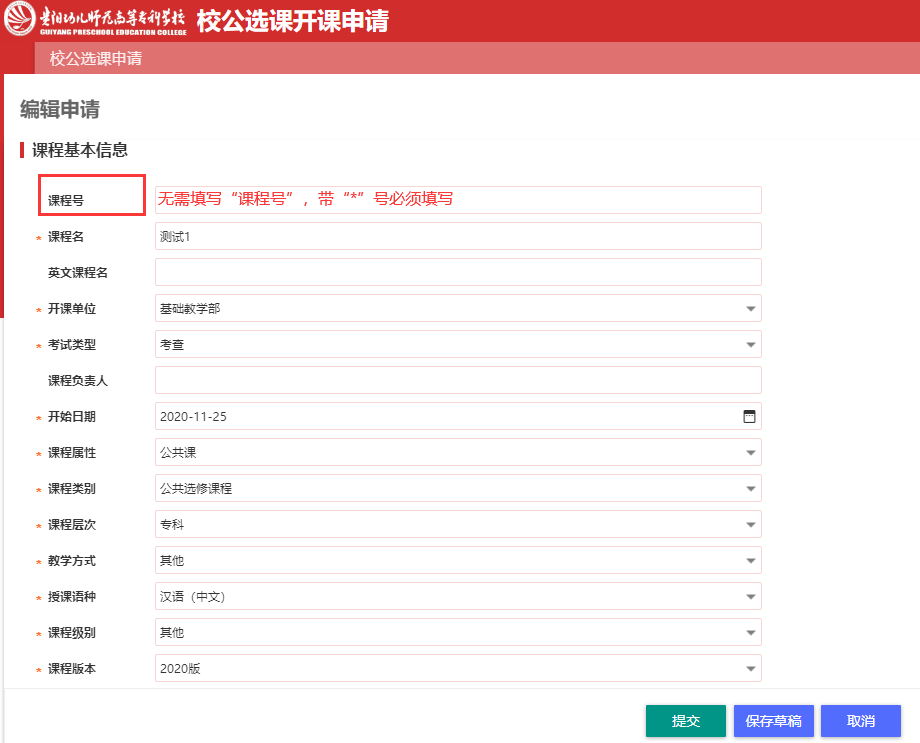 贵阳幼儿师范高等专科学校 校公选课开课申请
GUIYANG PRESCHOOL EDUCATION COLLEGE
校公选课申请
编辑申请
课程基本信息
课程号 无需填写“课程号”，带“*”号必须填写
* 课程名 测试1
英文课程名
* 开课单位 基础教学部
* 考试类型 考查
课程负责人
* 开始日期 2020-11-25
* 课程属性 公共课
* 课程类别 公共选修课程
* 课程层次 专科
* 教学方式 其他
* 授课语种 汉语（中文）
* 课程级别 其他
* 课程版本 2020版
提交 保存草稿 取消